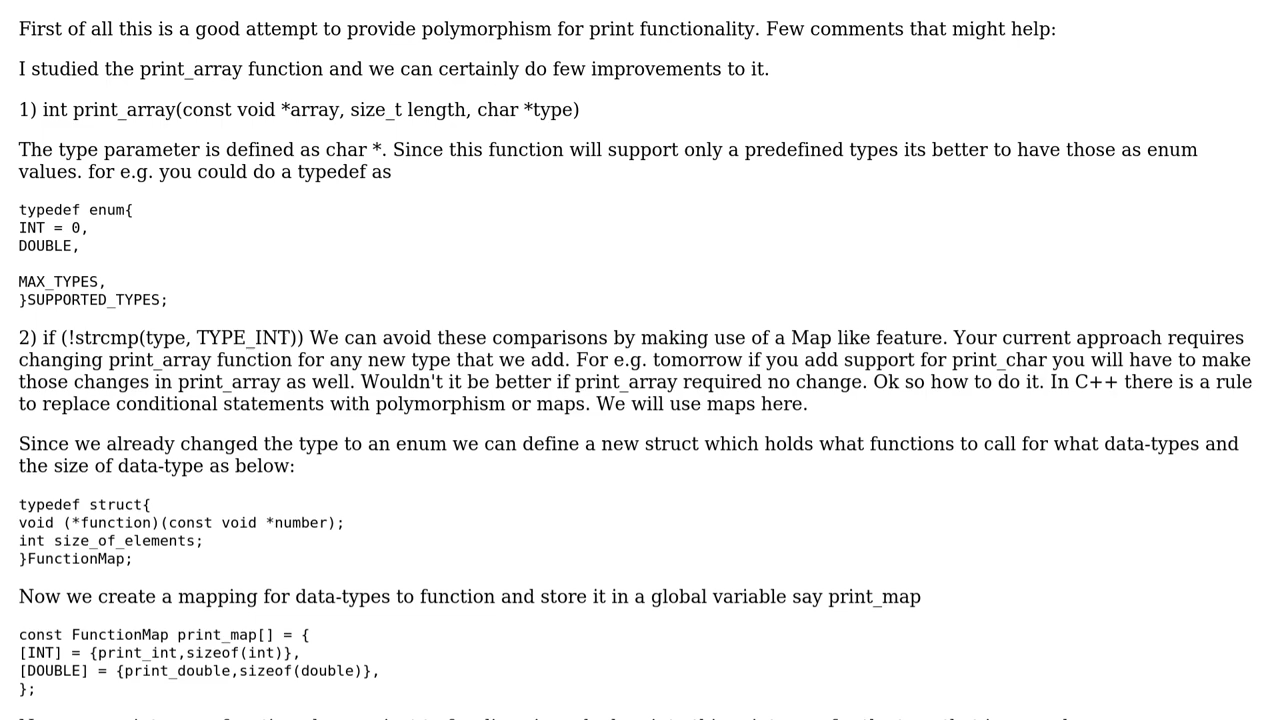 First of all this is a good attempt to provide polymorphism for print functionality. Few comments that might help:
I studied the print_array function and we can certainly do few improvements to it.
1) int print_array(const void *array, size_t length, char *type)
The type parameter is defined as char *. Since this function will support only a predefined types its better to have those as enum
values. for e.g. you could do a typedef as
typedef enum{
INT = 0,
DOUBLE,
MAX_TYPES,
}SUPPORTED_TYPES;
2) if (!strcmp(type, TYPE_INT)) We can avoid these comparisons by making use of a Map like feature. Your current approach requires
changing print_array function for any new type that we add. For e.g. tomorrow if you add support for print_char you will have to make
those changes in print_array as well. Wouldn't it be better if print_array required no change. Ok so how to do it. In C++ there is a rule
to replace conditional statements with polymorphism or maps. We will use maps here.
Since we already changed the type to an enum we can define a new struct which holds what functions to call for what data-types and
the size of data-type as below:
typedef struct{
void (*function)(const void *number);
int size_of_elements;
}FunctionMap;
Now we create a mapping for data-types to function and store it in a global variable say print_map
const FunctionMap print_map[] = {
[INT] = {print_int,sizeof(int)},
[DOUBLE] = {print_double,sizeof(double)},
};